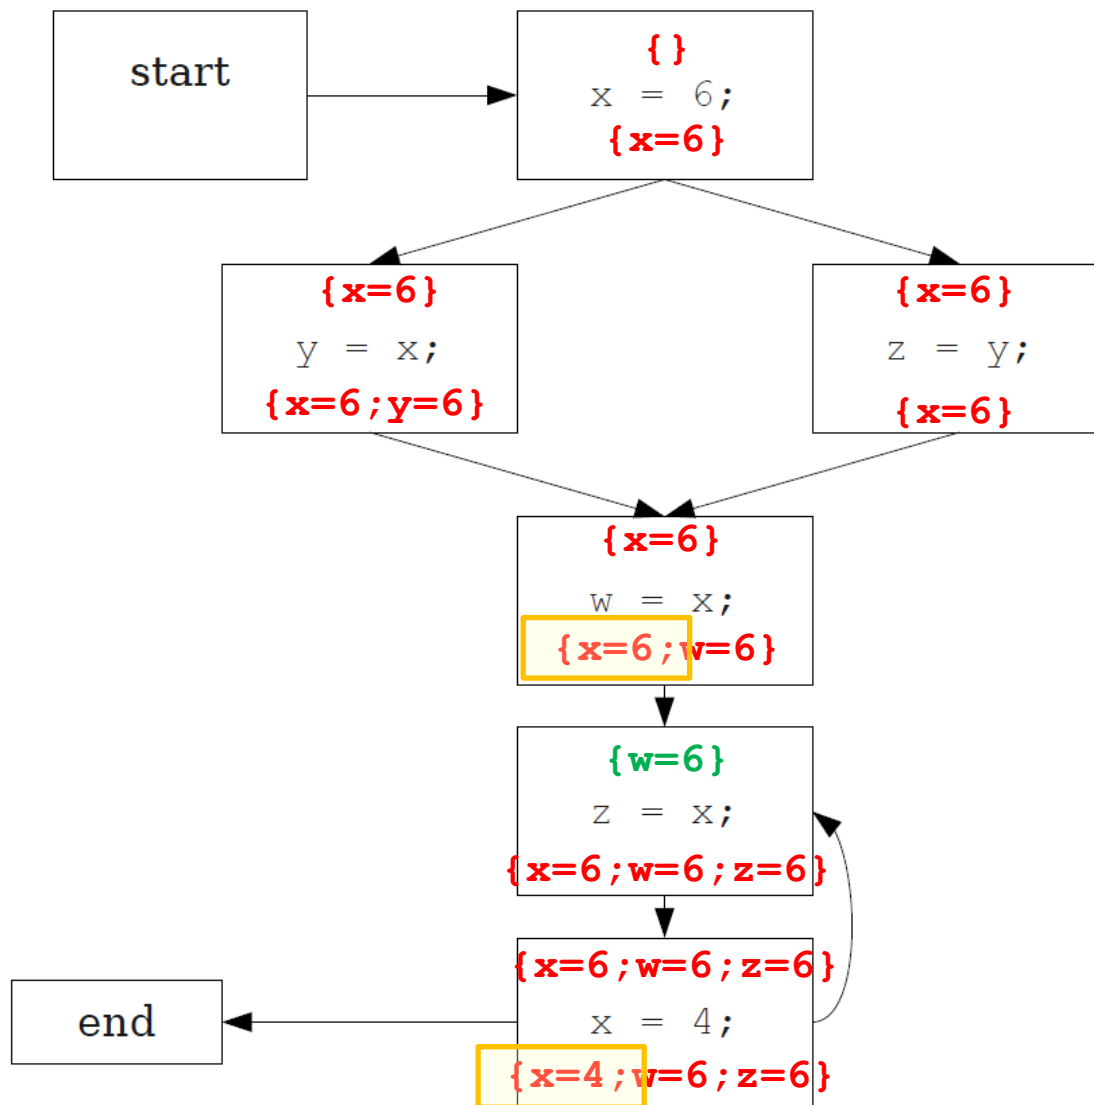 start
{}
x = 6;
{x=6}
{x=6}
y = x;
{x=6;y=6}
{x=6}
z = y;
{x=6}
{x=6}
w = x;
{x=6;w=6}
{w=6}
z = x;
{x=6;w=6;z=6}
{x=6;w=6;z=6}
x = 4;
{x=4;w=6;z=6}
end